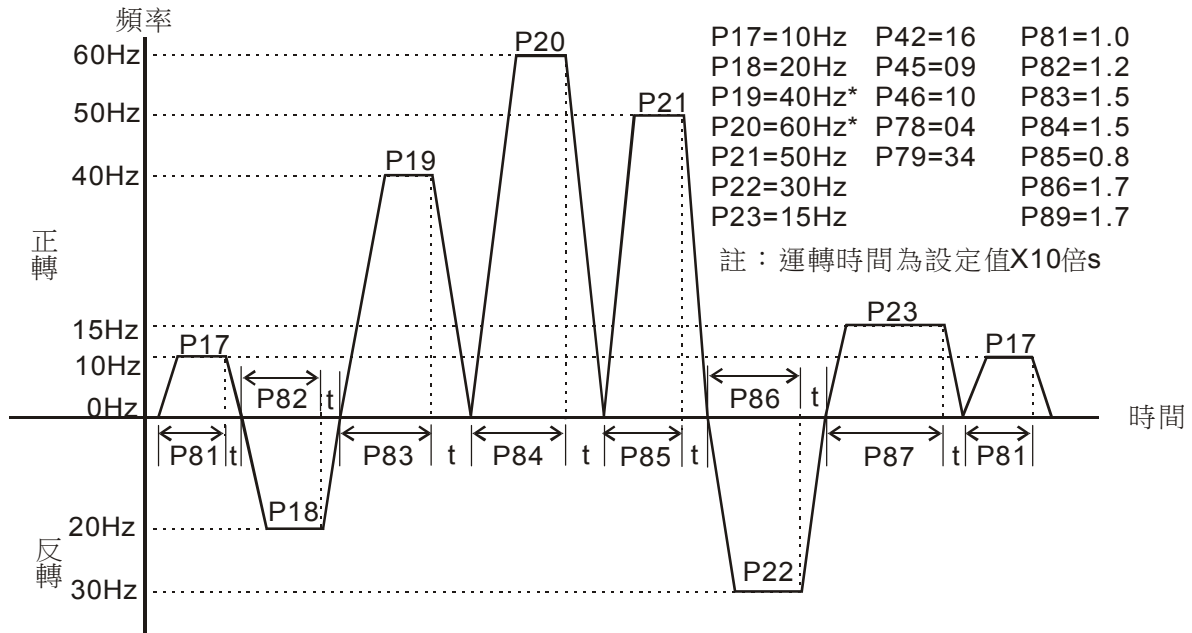 頻率
60Hz
50Hz
40Hz
正轉
15Hz
10Hz
0Hz
20Hz
反轉
30Hz
P17=10Hz P42=16 P81=1.0
P18=20Hz P45=09 P82=1.2
P19=40Hz* P46=10 P83=1.5
P20=60Hz* P78=04 P84=1.5
P21=50Hz P79=34 P85=0.8
P22=30Hz P86=1.7
P23=15Hz P89=1.7
註：運轉時間為設定值X10倍s
P20
P21
P19
P23
P17
P17
P82 t
P86 t
時間
P81 t
P83 t
P84 t
P85 t
P87 t
P81
P18
P22